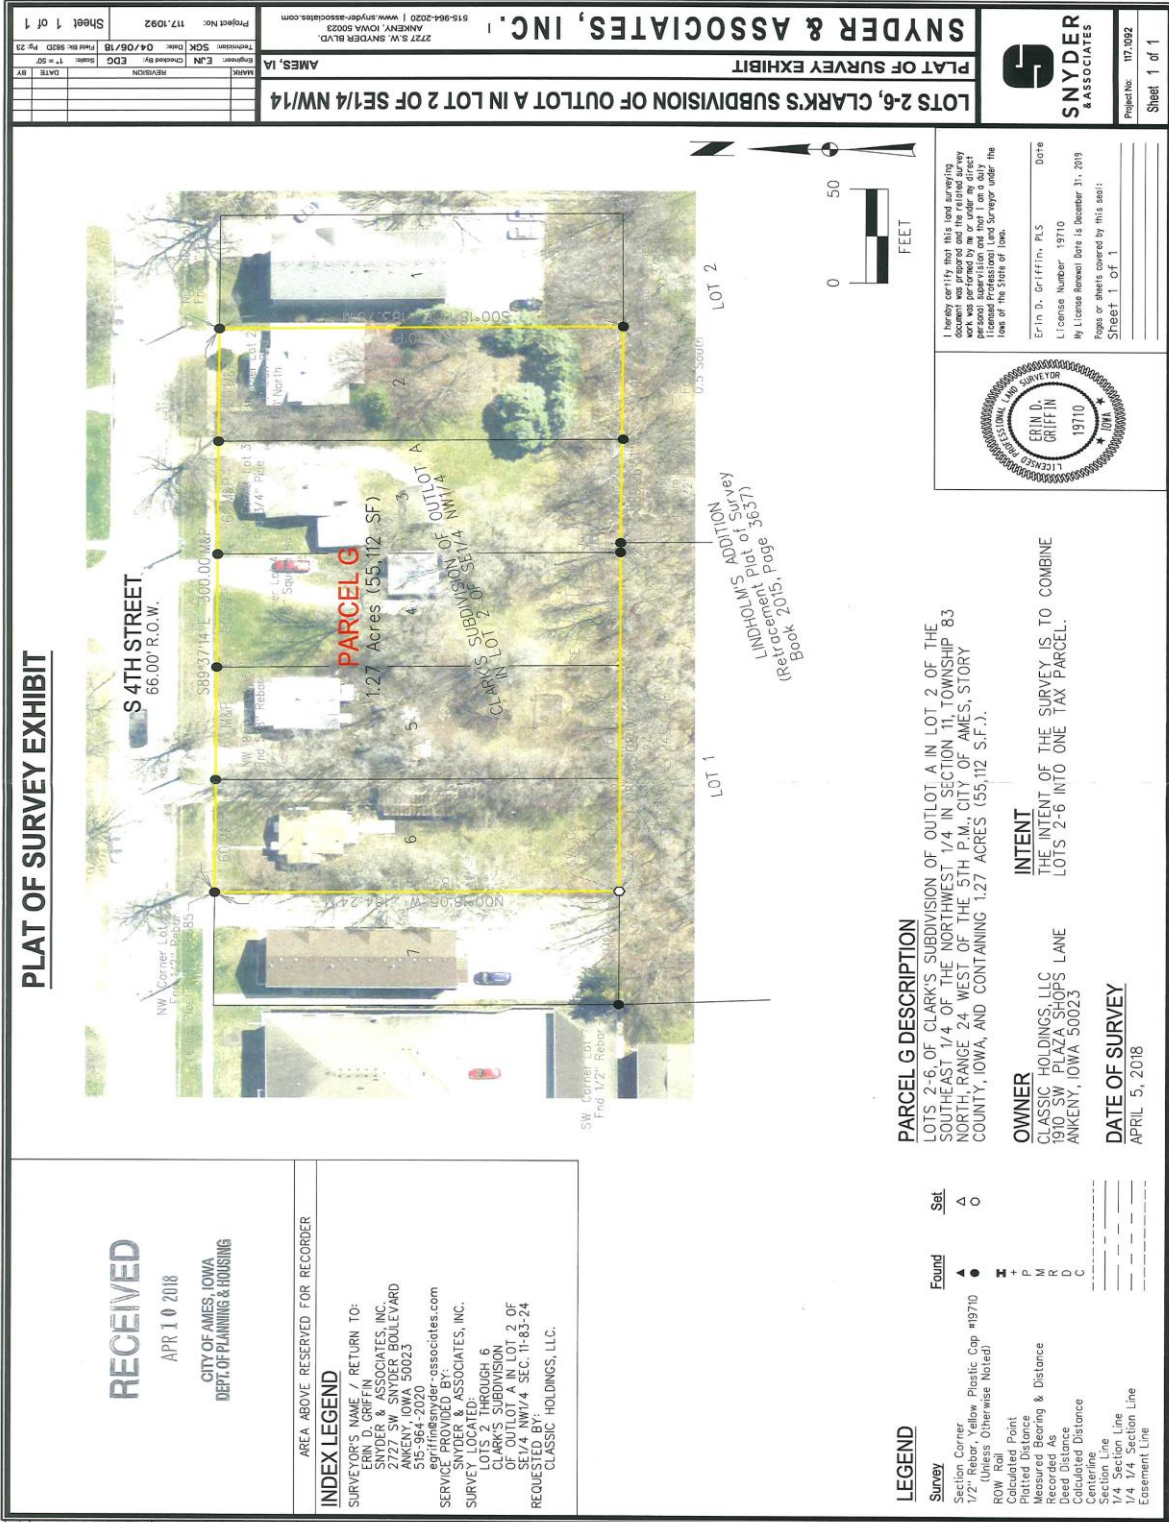 PLAT OF SURVEY EXHIBIT
RECEIVED
APR 10 2018
CITY OF AMES, IOWA
DEPT. OF PLANNING & HOUSING
AREA ABOVE RESERVED FOR RECORDER
INDEX LEGEND
SURVEYOR'S NAME / RETURN TO:
ERIN D. GRIFFIN
SNYDER & ASSOCIATES, INC.
2727 SW SNYDER BOULEVARD
ANKENY, IOWA 50023
515-964-2020
egriffin@snyder-associates.com
SERVICE PROVIDED BY:
SNYDER & ASSOCIATES, INC.
SURVEY LOCATED:
LOTS 2 THROUGH 6
CLARK'S SUBDIVISION
OF OUTLOT A IN LOT 2 OF
SE1/4 NW1/4 SEC. 11-83-24
REQUESTED BY:
CLASSIC HOLDINGS, LLC.
S 4TH STREET
66.00' R.O.W.
S89°37'14"E 300.00' M&P
NW Corner Lot
Fnd 1/2" Rebar
PARCEL G
1.27 Acres (55,112 SF)
CLARK'S SUBDIVISION OF OUTLOT A
IN LOT 2 OF SE1/4 NW1/4
7
6
5
4
3
2
1
N00°18'05"W 184.24' M
SW Corner Lot
Fnd 1/2" Rebar
0.5' South
LOT 1
LOT 2
LINDHOLM'S ADDITION
(Retracement Plat of Survey
Book 2015, Page 3637)
0 50
FEET
LEGEND
Survey Found Set
Section Corner
1/2" Rebar, Yellow Plastic Cap #19710
(Unless Otherwise Noted)
ROW Rail
Calculated Point +
Platted Distance P
Measured Bearing & Distance M
Recorded As R
Deed Distance D
Calculated Distance C
Centerline
Section Line
1/4 Section Line
1/4 1/4 Section Line
Easement Line
PARCEL G DESCRIPTION
LOTS 2-6, OF CLARK'S SUBDIVISION OF OUTLOT A IN LOT 2 OF THE
SOUTHEAST 1/4 OF THE NORTHWEST 1/4 IN SECTION 11, TOWNSHIP 83
NORTH, RANGE 24 WEST OF THE 5TH P.M., CITY OF AMES, STORY
COUNTY, IOWA, AND CONTAINING 1.27 ACRES (55,112 S.F.).
OWNER
CLASSIC HOLDINGS, LLC
1910 SW PLAZA SHOPS LANE
ANKENY, IOWA 50023
INTENT
THE INTENT OF THE SURVEY IS TO COMBINE
LOTS 2-6 INTO ONE TAX PARCEL.
DATE OF SURVEY
APRIL 5, 2018
LICENSED PROFESSIONAL LAND SURVEYOR
ERIN D.
GRIFFIN
19710
IOWA
I hereby certify that this land surveying
document was prepared and the related survey
work was performed by me or under my direct
personal supervision and that I am a duly
licensed Professional Land Surveyor under the
laws of the State of Iowa.
Erin D. Griffin, PLS Date
License Number 19710
My License Renewal Date is December 31, 2019
Pages or sheets covered by this seal:
Sheet 1 of 1
LOTS 2-6, CLARK'S SUBDIVISION OF OUTLOT A IN LOT 2 OF SE1/4 NW/14
PLAT OF SURVEY EXHIBIT
AMES, IA
SNYDER & ASSOCIATES, INC.
2727 S.W. SNYDER BLVD.
ANKENY, IOWA 50023
515-964-2020 | www.snyder-associates.com
MARK REVISION DATE BY
Engineer: EJN Checked By: EDG Scale: 1" = 50'
Technician: SGK Date: 04/06/18 Field Bk: 982D Pg: 23
Project No: 117.1092 Sheet 1 of 1
SNYDER
& ASSOCIATES
Project No: 117.1092
Sheet 1 of 1